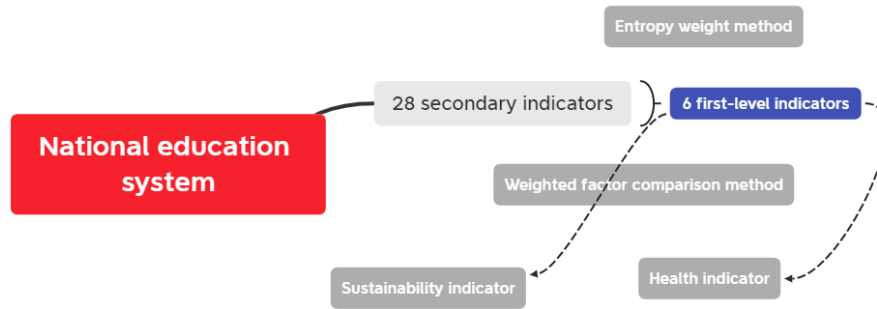 Entropy weight method
28 secondary indicators
6 first-level indicators
National education
system
Weighted factor comparison method
Sustainability indicator
Health indicator